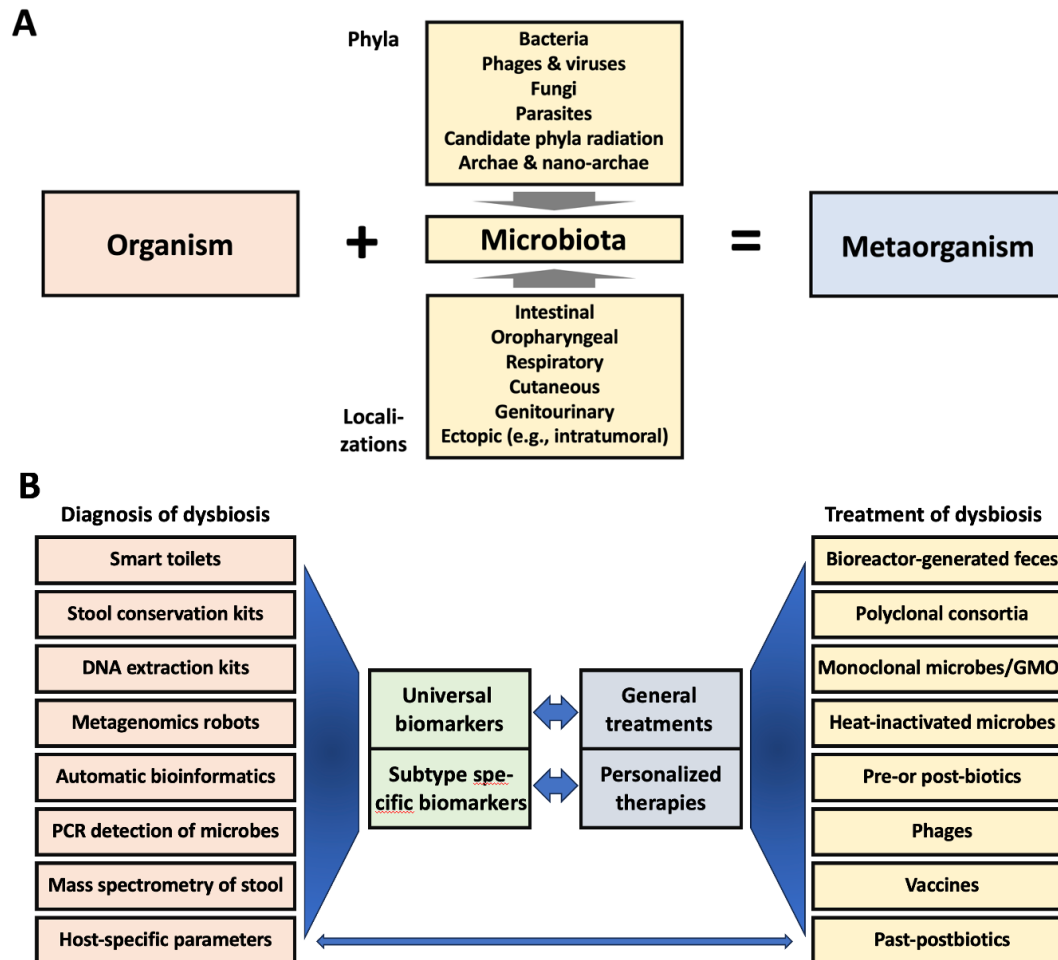 A
Phyla
Bacteria
Phages & viruses
Fungi
Parasites
Candidate phyla radiation
Archae & nano-archae
Organism
+
Microbiota
=
Metaorganism
Intestinal
Oropharyngeal
Respiratory
Cutaneous
Genitourinary
Ectopic (e.g., intratumoral)
Locali-
zations
B
Diagnosis of dysbiosis
Smart toilets
Stool conservation kits
DNA extraction kits
Metagenomics robots
Automatic bioinformatics
PCR detection of microbes
Mass spectrometry of stool
Host-specific parameters
Universal
biomarkers
Subtype spe-
cific biomarkers
General
treatments
Personalized
therapies
Treatment of dysbiosis
Bioreactor-generated feces
Polyclonal consortia
Monoclonal microbes/GMO
Heat-inactivated microbes
Pre-or post-biotics
Phages
Vaccines
Past-postbiotics